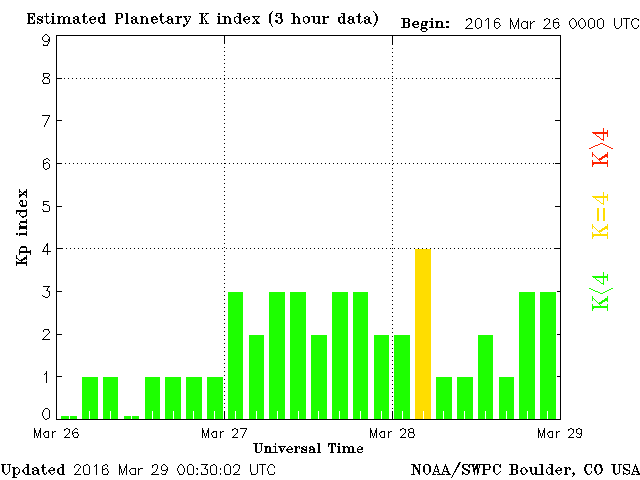 Estimated Planetary K index (3 hour data)
Begin: 2016 Mar 26 0000 UTC
9
8
7
6
5
4
3
2
1
0
Kp index
K>4
K=4
K<4
Mar 26
Mar 27
Mar 28
Mar 29
Universal Time
Updated 2016 Mar 29 00:30:02 UTC
NOAA/SWPC Boulder, CO USA